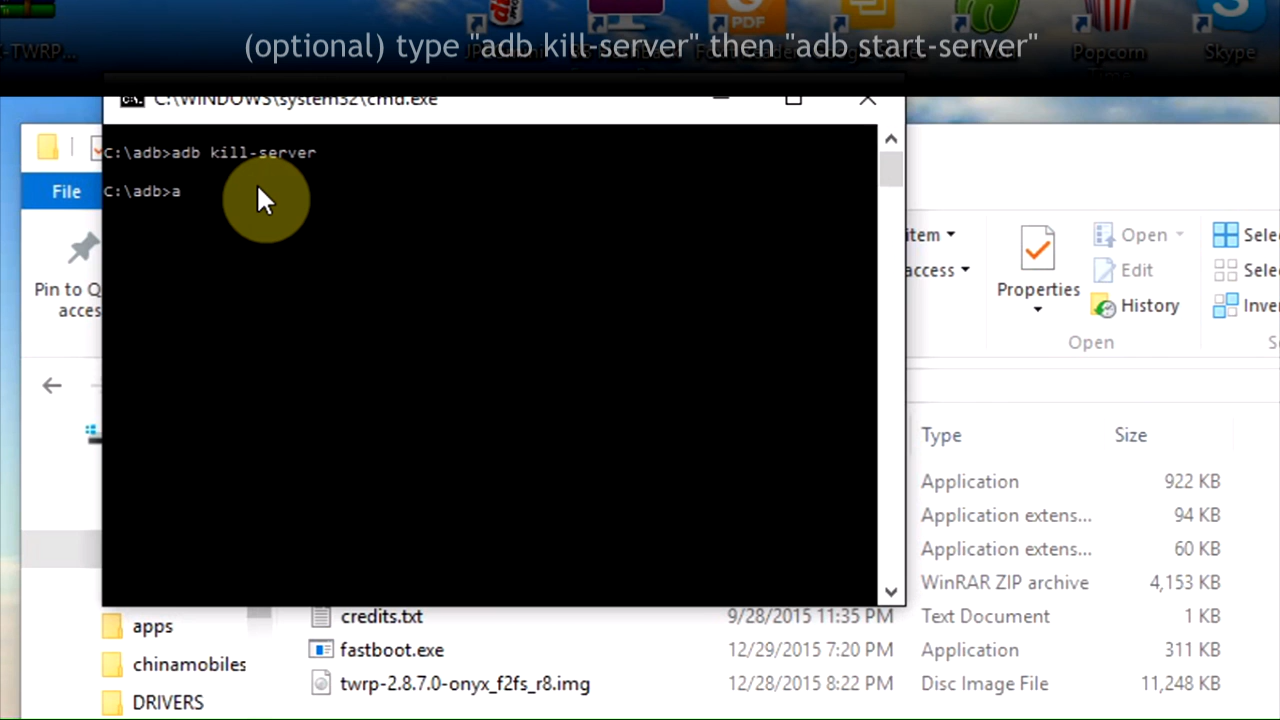 PDF
-TWRP...
Popcorn
Skype
Time
(optional) type "adb kill-server" then "adb start-server"
C:\WINDOWS\system32\cmd.exe
C:\adb>adb kill-server
C:\adb>a
File
Pin to Q
acces
item
access
Properties
Open
Edit
History
Open
Sele
Sele
Inve
Type
Size
Application
922 KB
Application extens...
94 KB
Application extens...
60 KB
WinRAR ZIP archive
4,153 KB
apps
credits.txt
9/28/2015 11:35 PM
Text Document
1 KB
chinamobiles
fastboot.exe
12/29/2015 7:20 PM
Application
311 KB
DRIVERS
twrp-2.8.7.0-onyx_f2fs_r8.img
12/28/2015 8:22 PM
Disc Image File
11,248 KB